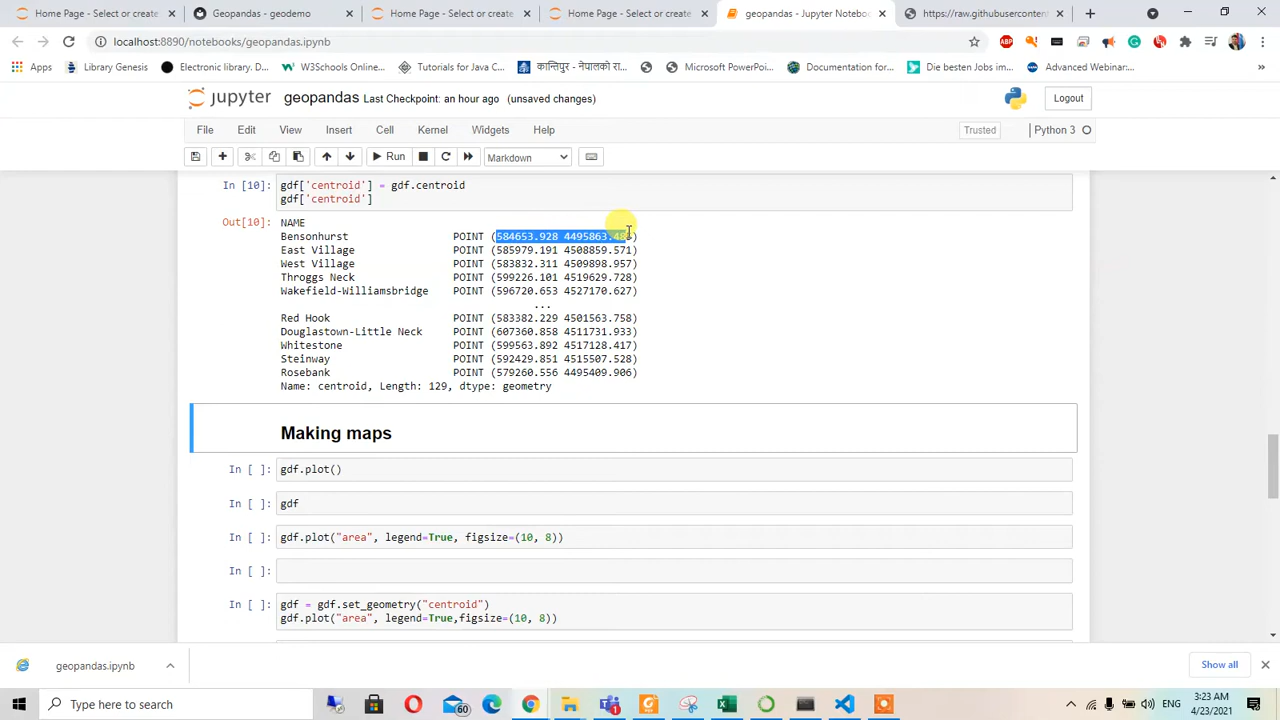 Home Page - Select or create
Geopandas - geodemo
Home Page - Select or create
Home Page - Select or create
geopandas - Jupyter Noteboo
https://raw.githubusercontent
localhost:8890/notebooks/geopandas.ipynb
Apps
Library Genesis
Electronic library. D...
W3Schools Online...
Tutorials for Java C...
कान्तिपुर - नेपालको रा...
Microsoft PowerPoi...
Documentation for...
Die besten Jobs im...
Advanced Webinar:...
jupyter geopandas Last Checkpoint: an hour ago (unsaved changes)
Logout
File Edit View Insert Cell Kernel Widgets Help
Trusted
Python 3
Run
Markdown
In [10]: gdf['centroid'] = gdf.centroid
gdf['centroid']
Out[10]: NAME
Bensonhurst POINT (584653.928 4495863.48)
East Village POINT (585979.191 4508859.571)
West Village POINT (583832.311 4509898.957)
Throggs Neck POINT (599226.101 4519629.728)
Wakefield-Williamsbridge POINT (596720.653 4527170.627)
...
Red Hook POINT (583382.229 4501563.758)
Douglastown-Little Neck POINT (607360.858 4511731.933)
Whitestone POINT (599563.892 4517128.417)
Steinway POINT (592429.851 4515507.528)
Rosebank POINT (579260.556 4495409.906)
Name: centroid, Length: 129, dtype: geometry
Making maps
In [ ]: gdf.plot()
In [ ]: gdf
In [ ]: gdf.plot("area", legend=True, figsize=(10, 8))
In [ ]:
In [ ]: gdf = gdf.set_geometry("centroid")
gdf.plot("area", legend=True,figsize=(10, 8))
geopandas.ipynb
Show all
Type here to search
60
ENG
3:23 AM
4/23/2021